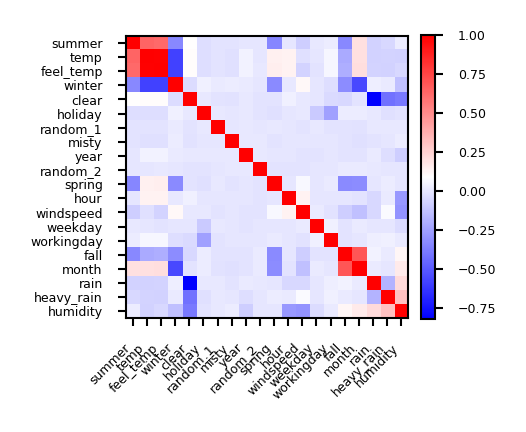 summer
temp
feel_temp
winter
clear
holiday
random_1
misty
year
random_2
spring
hour
windspeed
weekday
workingday
fall
month
rain
heavy_rain
humidity
1.00
0.75
0.50
0.25
0.00
−0.25
−0.50
−0.75
summer
temp
feel_temp
winter
clear
holiday
random_1
misty
year
random_2
spring
hour
windspeed
weekday
workingday
fall
month
rain
heavy_rain
humidity